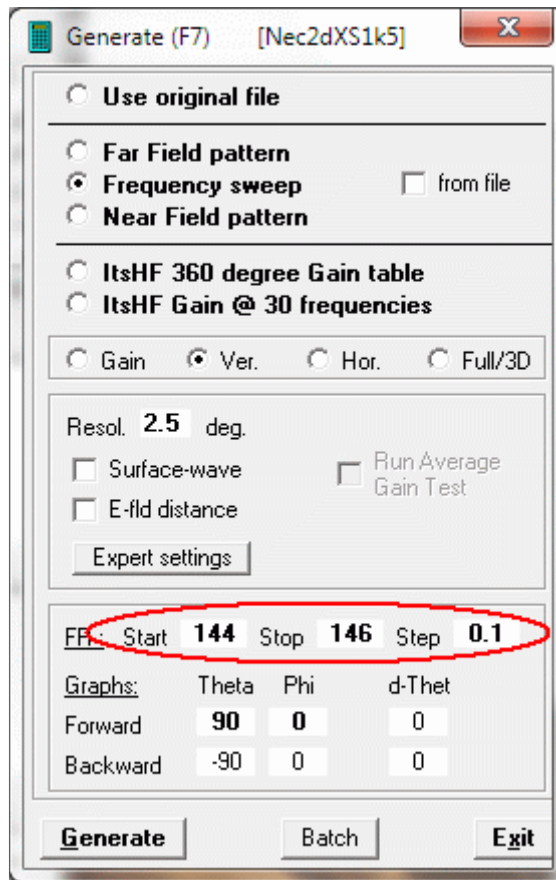 Generate (F7) [Nec2dXS1k5]
Use original file
Far Field pattern
Frequency sweep from file
Near Field pattern
ItsHF 360 degree Gain table
ItsHF Gain @ 30 frequencies
Gain Ver. Hor. Full/3D
Resol. 2.5 deg.
Surface-wave Run Average
Gain Test
E-fld distance
Expert settings
Start 144 Stop 146 Step 0.1
Graphs: Theta Phi d-Thet
Forward 90 0 0
Backward -90 0 0
Generate Batch Exit